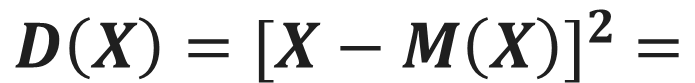 D(X) = [X − M(X)]² =